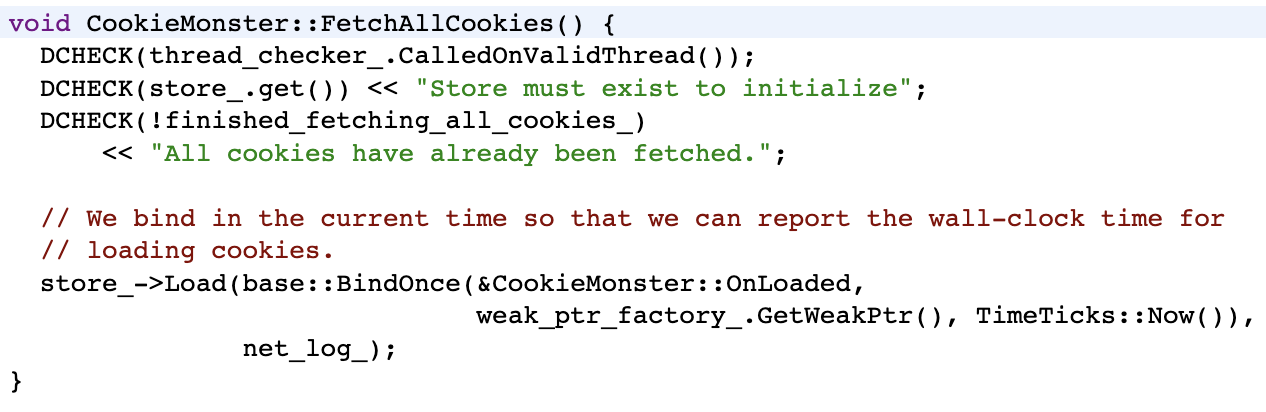 void CookieMonster::FetchAllCookies() {
  DCHECK(thread_checker_.CalledOnValidThread());
  DCHECK(store_.get()) << "Store must exist to initialize";
  DCHECK(!finished_fetching_all_cookies_)
      << "All cookies have already been fetched.";

  // We bind in the current time so that we can report the wall-clock time for
  // loading cookies.
  store_->Load(base::BindOnce(&CookieMonster::OnLoaded,
                              weak_ptr_factory_.GetWeakPtr(), TimeTicks::Now()),
               net_log_);
}